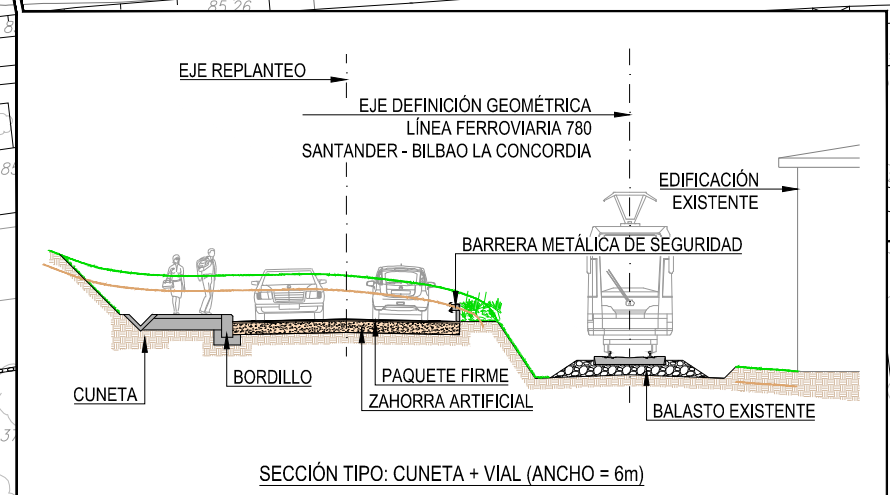 85.26
EJE REPLANTEO
EJE DEFINICIÓN GEOMÉTRICA
LÍNEA FERROVIARIA 780
SANTANDER - BILBAO LA CONCORDIA
EDIFICACIÓN
EXISTENTE
BARRERA METÁLICA DE SEGURIDAD
CUNETA
BORDILLO
PAQUETE FIRME
ZAHORRA ARTIFICIAL
BALASTO EXISTENTE
SECCIÓN TIPO: CUNETA + VIAL (ANCHO = 6m)